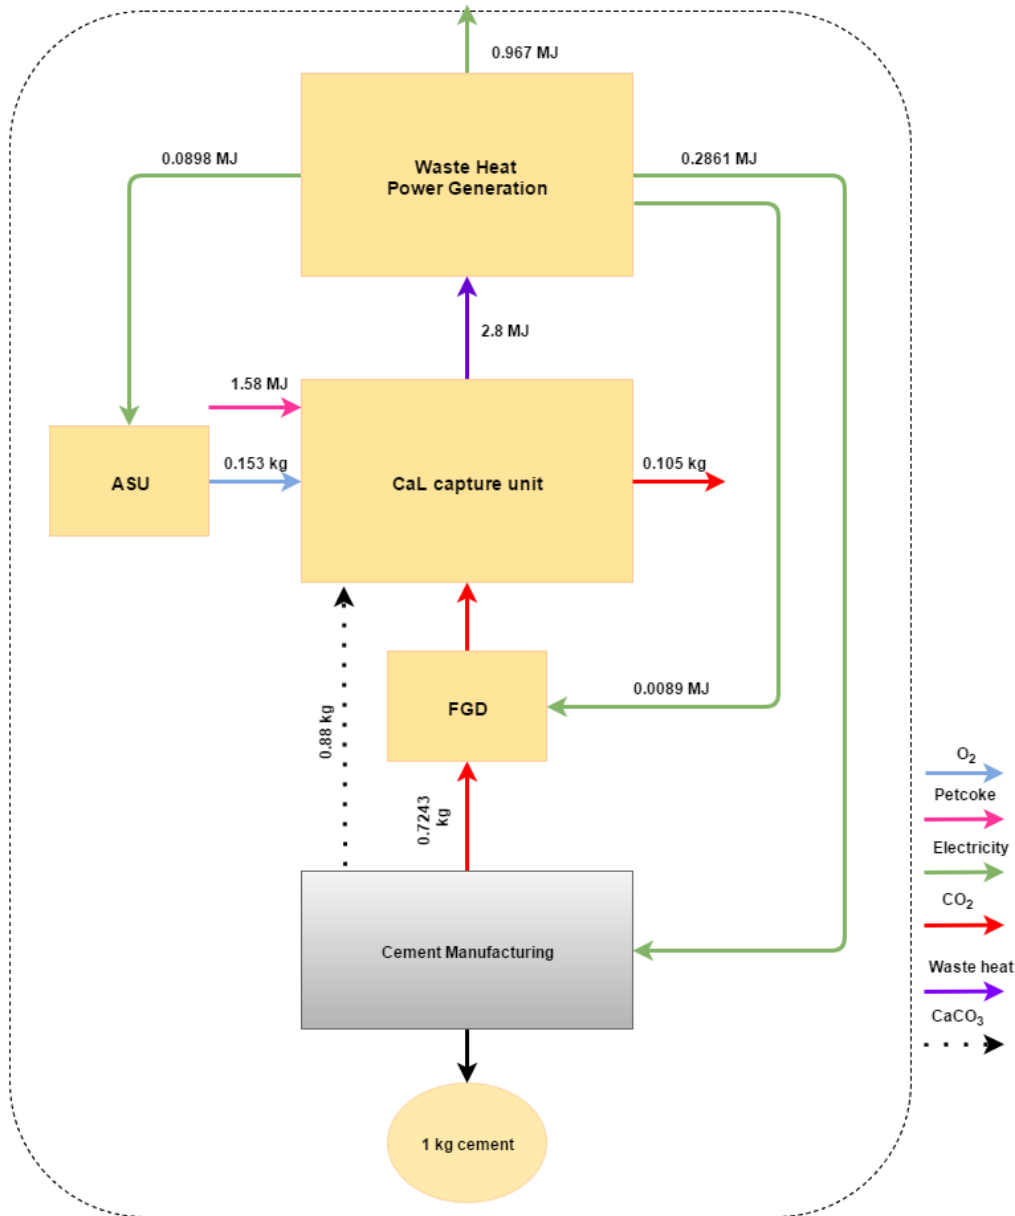 0.967 MJ
0.0898 MJ
Waste Heat
Power Generation
0.2861 MJ
2.8 MJ
1.58 MJ
ASU
0.153 kg
CaL capture unit
0.105 kg
0.88 kg
FGD
0.0089 MJ
0.7243
kg
Cement Manufacturing
1 kg cement
O₂
Petcoke
Electricity
CO₂
Waste heat
CaCO₃